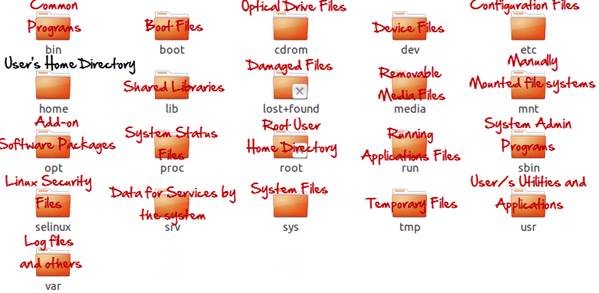 Common
Programs
bin
Boot Files
boot
Optical Drive Files
cdrom
Device Files
dev
Configuration Files
etc
User's Home Directory
home
Shared Libraries
lib
Damaged Files
lost+found
Removable
Media Files
media
Manually
Mounted file systems
mnt
Add-on
Software Packages
opt
System Status
Files
proc
Root User
Home Directory
root
Running
Applications Files
run
System Admin
Programs
sbin
Linux Security
Files
selinux
Data for Services by
the system
srv
System Files
sys
Temporary Files
tmp
User/s Utilities and
Applications
usr
Log files
and others
var